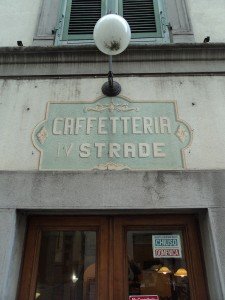 CAFFETTERIA
IV STRADE
CHIUSO
DOMENICA